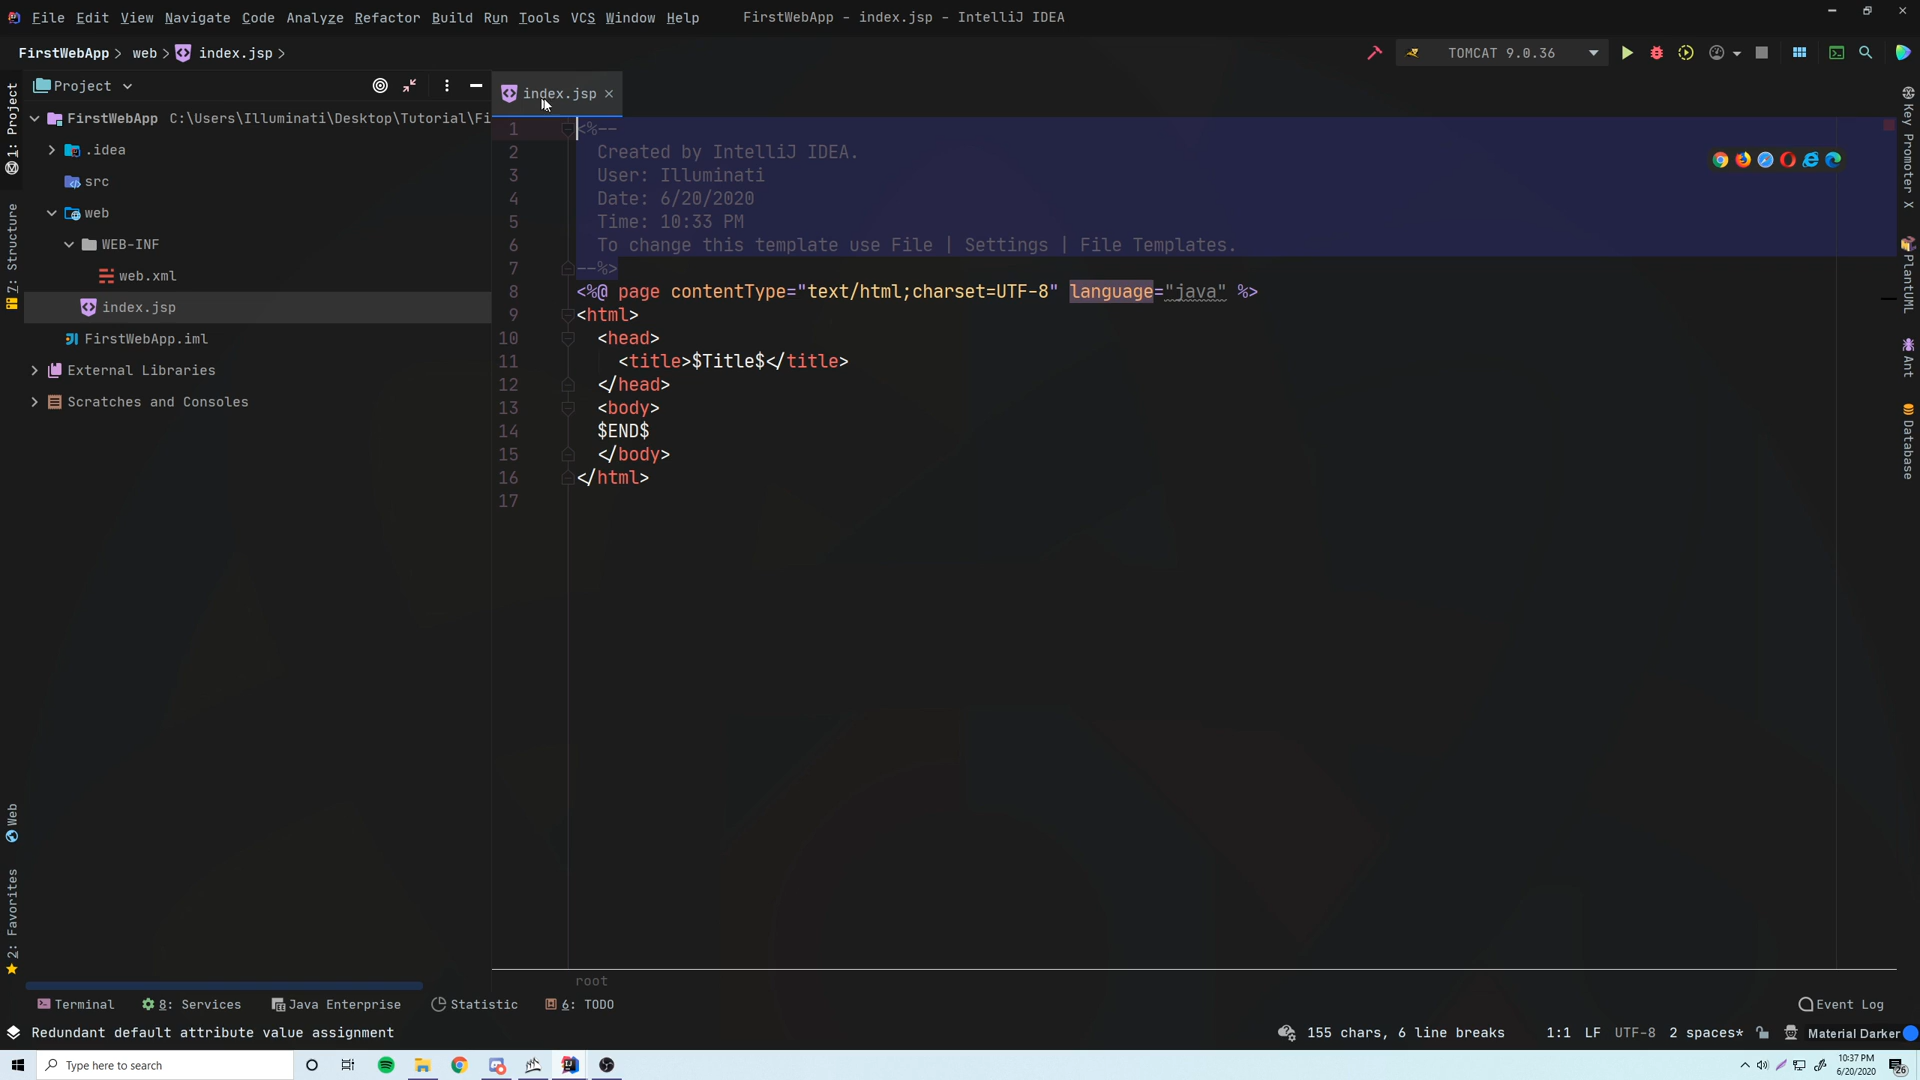 File Edit View Navigate Code Analyze Refactor Build Run Tools VCS Window Help FirstWebApp - index.jsp - IntelliJ IDEA
FirstWebApp web index.jsp TOMCAT 9.0.36
Project
index.jsp
FirstWebApp C:\Users\Illuminati\Desktop\Tutorial\Fi
.idea
src
web
WEB-INF
web.xml
index.jsp
FirstWebApp.iml
External Libraries
Scratches and Consoles
1: Project
7: Structure
Web
2: Favorites
1 <%--
2 Created by IntelliJ IDEA.
3 User: Illuminati
4 Date: 6/20/2020
5 Time: 10:33 PM
6 To change this template use File | Settings | File Templates.
7 --%>
8 <%@ page contentType="text/html;charset=UTF-8" language="java" %>
9 <html>
10 <head>
11 <title>$Title$</title>
12 </head>
13 <body>
14 $END$
15 </body>
16 </html>
17
Key Promoter X
PlantUML
Ant
Database
root
Terminal 8: Services Java Enterprise Statistic 6: TODO Event Log
Redundant default attribute value assignment 155 chars, 6 line breaks 1:1 LF UTF-8 2 spaces* Material Darker
Type here to search
10:37 PM
6/20/2020
26